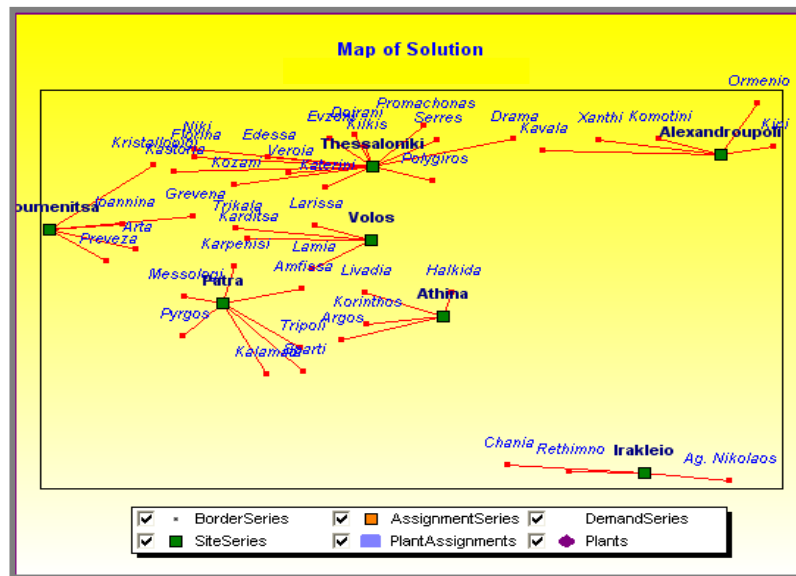 Map of Solution
Ormenio
Promachonas
Doirani
Evzoni
Serres
Drama
Xanthi
Komotini
Kipi
Niki
Florina
Edessa
Kilkis
Kavala
Alexandroupoli
Kristallopigi
Kastoria
Veroia
Thessaloniki
Kozani
Katerini
Polygiros
Grevena
Ioannina
Trikala
Larissa
oumenitsa
Karditsa
Volos
Arta
Preveza
Karpenisi
Lamia
Messologi
Amfissa
Livadia
Halkida
Patra
Athina
Korinthos
Pyrgos
Argos
Tripoli
Kalamata
Sparti
Chania
Rethimno
Irakleio
Ag. Nikolaos
BorderSeries
AssignmentSeries
DemandSeries
SiteSeries
PlantAssignments
Plants